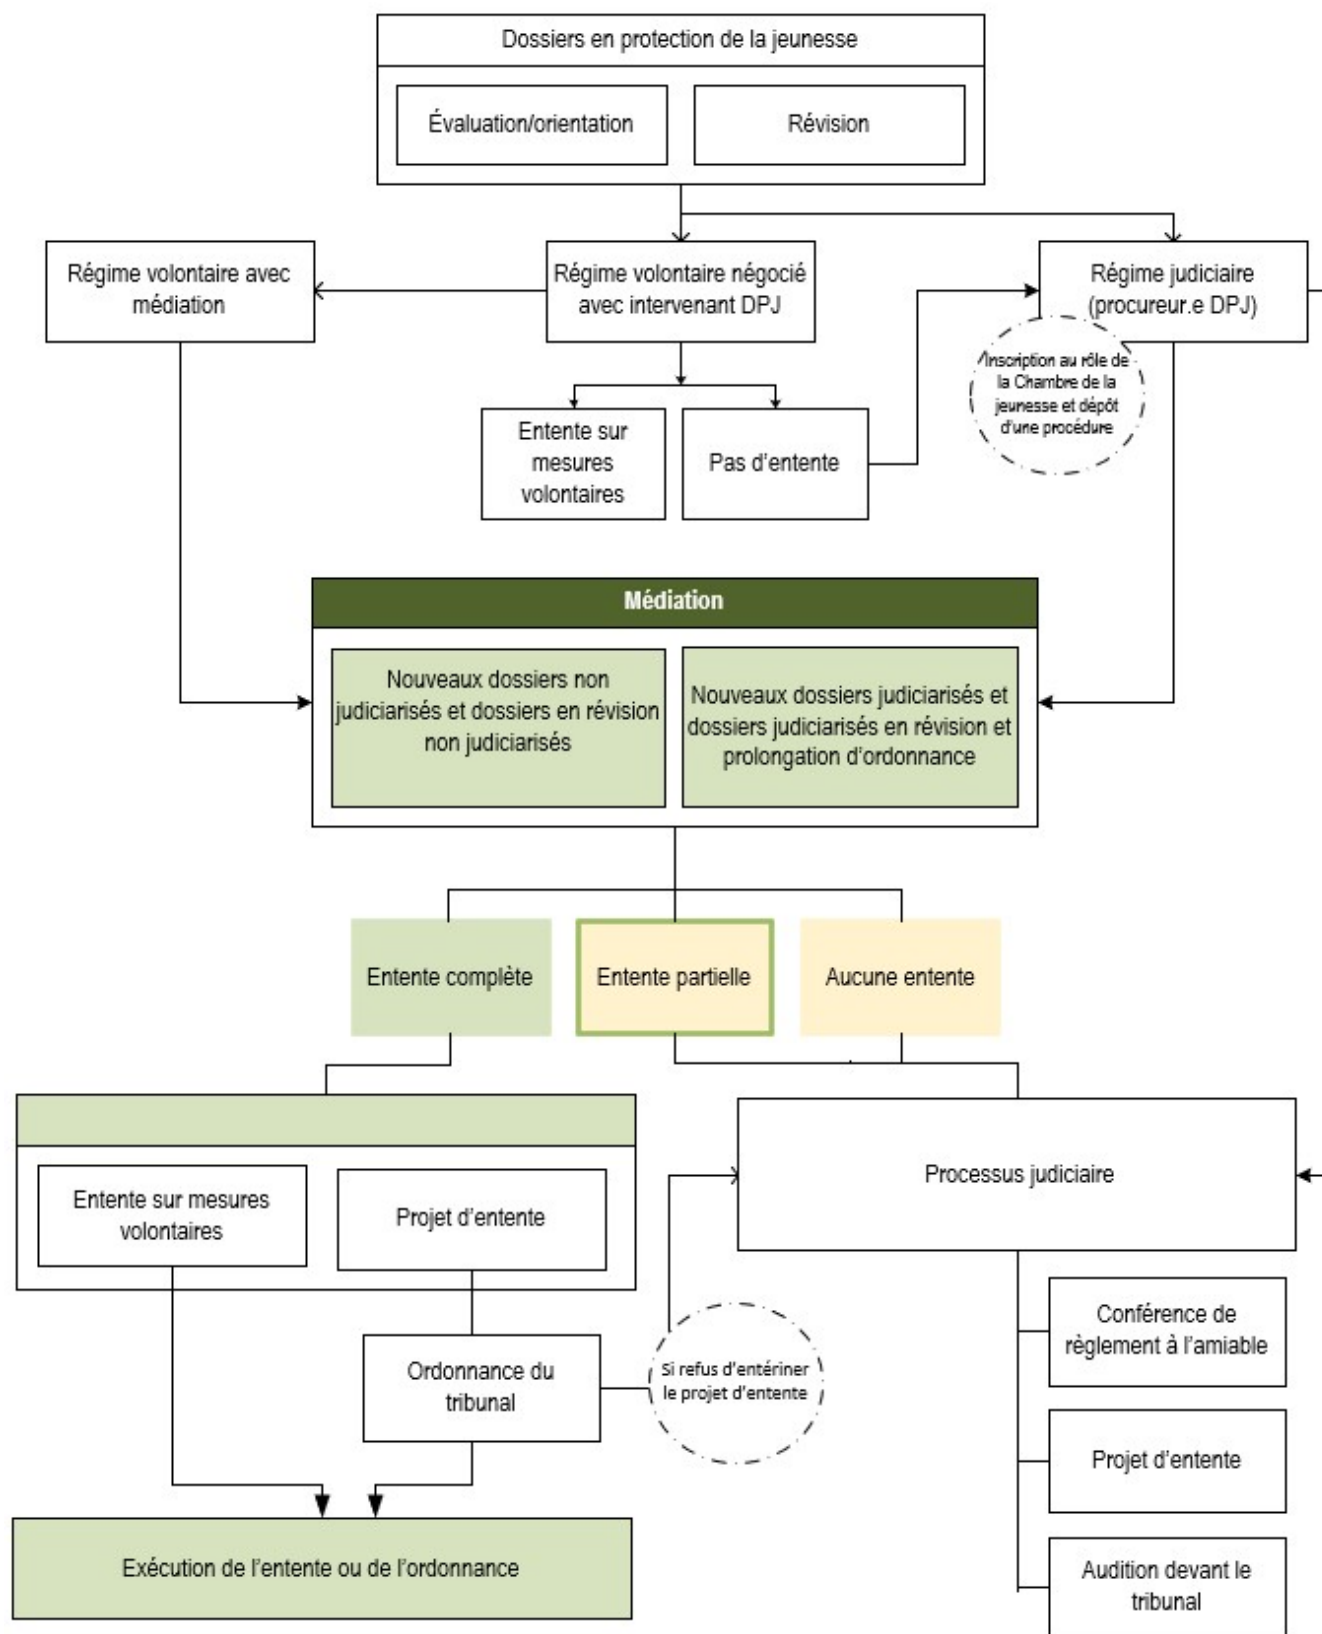 Dossiers en protection de la jeunesse
Évaluation/orientation
Révision
Régime volontaire avec
médiation
Régime volontaire négocié
avec intervenant DPJ
Régime judiciaire
(procureur.e DPJ)
Inscription au rôle de
la Chambre de la
jeunesse et dépôt
d'une procédure
Entente sur
mesures
volontaires
Pas d'entente
Médiation
Nouveaux dossiers non
judiciarisés et dossiers en révision
non judiciarisés
Nouveaux dossiers judiciarisés et
dossiers judiciarisés en révision et
prolongation d'ordonnance
Entente complète
Entente partielle
Aucune entente
Entente sur mesures
volontaires
Projet d'entente
Processus judiciaire
Ordonnance du
tribunal
Si refus d'entériner
le projet d'entente
Conférence de
règlement à l'amiable
Projet d'entente
Audition devant le
tribunal
Exécution de l'entente ou de l'ordonnance